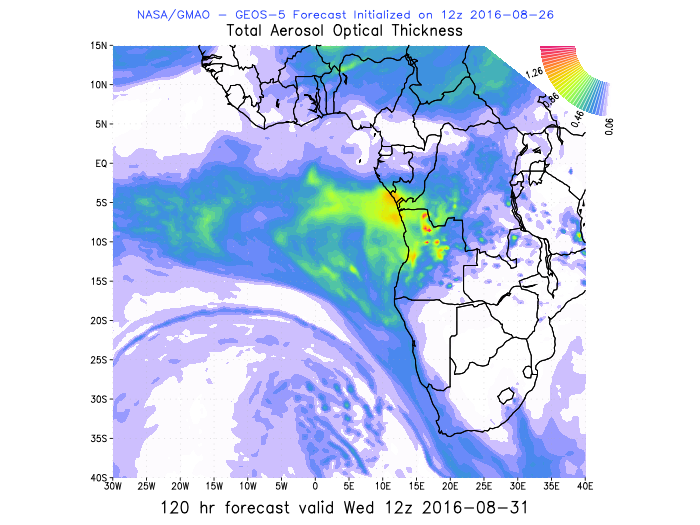 NASA/GMAO - GEOS-5 Forecast Initialized on 12z 2016-08-26
Total Aerosol Optical Thickness
15N
10N
5N
EQ
5S
10S
15S
20S
25S
30S
35S
40S
30W 25W 20W 15W 10W 5W 0 5E 10E 15E 20E 25E 30E 35E 40E
1.26
0.86
0.46
0.06
120 hr forecast valid Wed 12z 2016-08-31